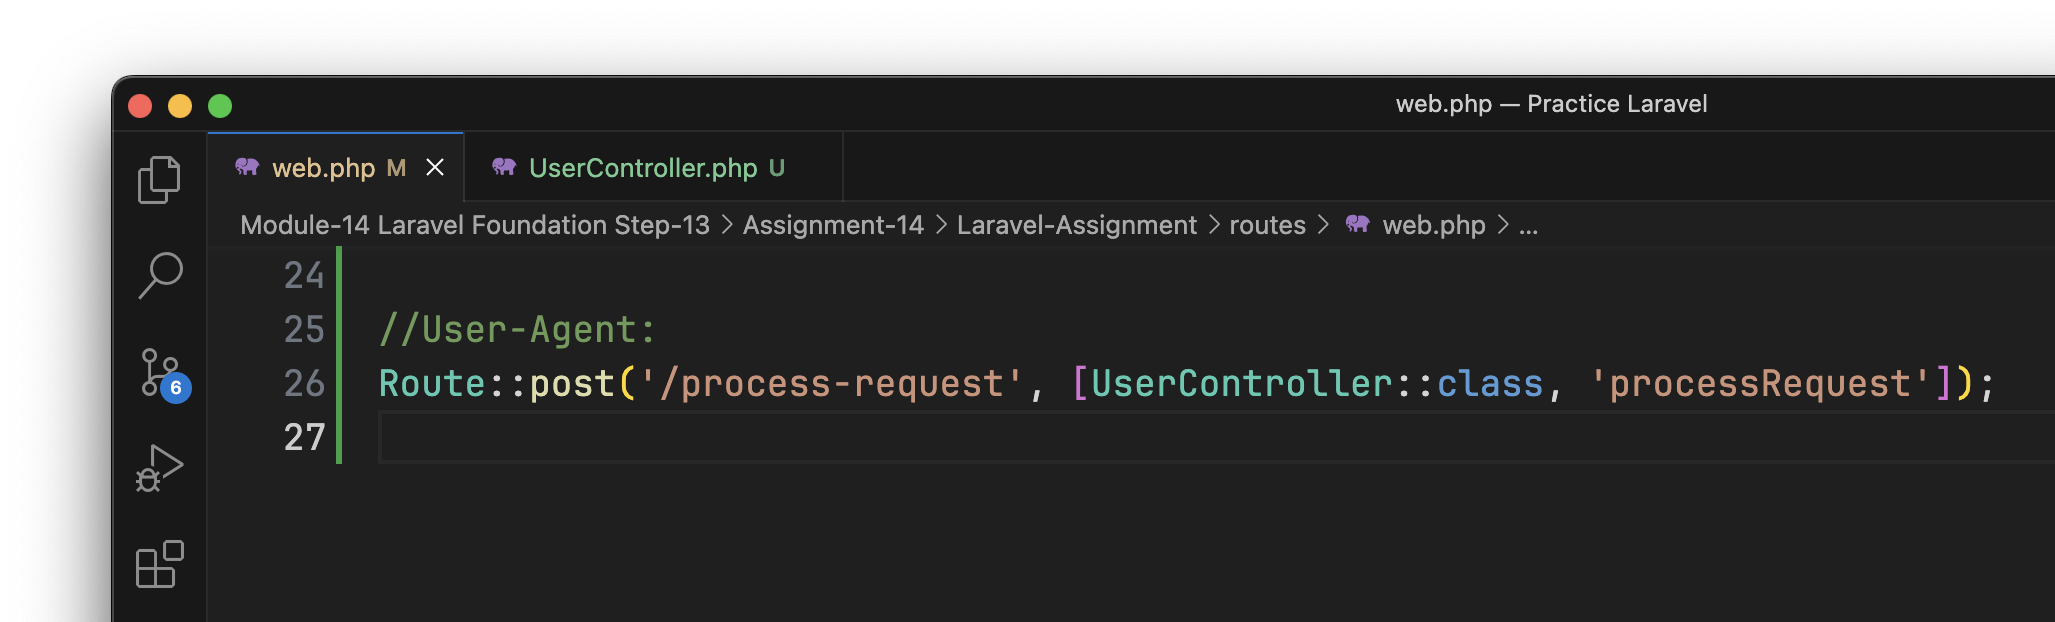 web.php — Practice Laravel
web.php M UserController.php U
Module-14 Laravel Foundation Step-13 > Assignment-14 > Laravel-Assignment > routes > web.php > ...
24
25 //User-Agent:
26 Route::post('/process-request', [UserController::class, 'processRequest']);
27
6